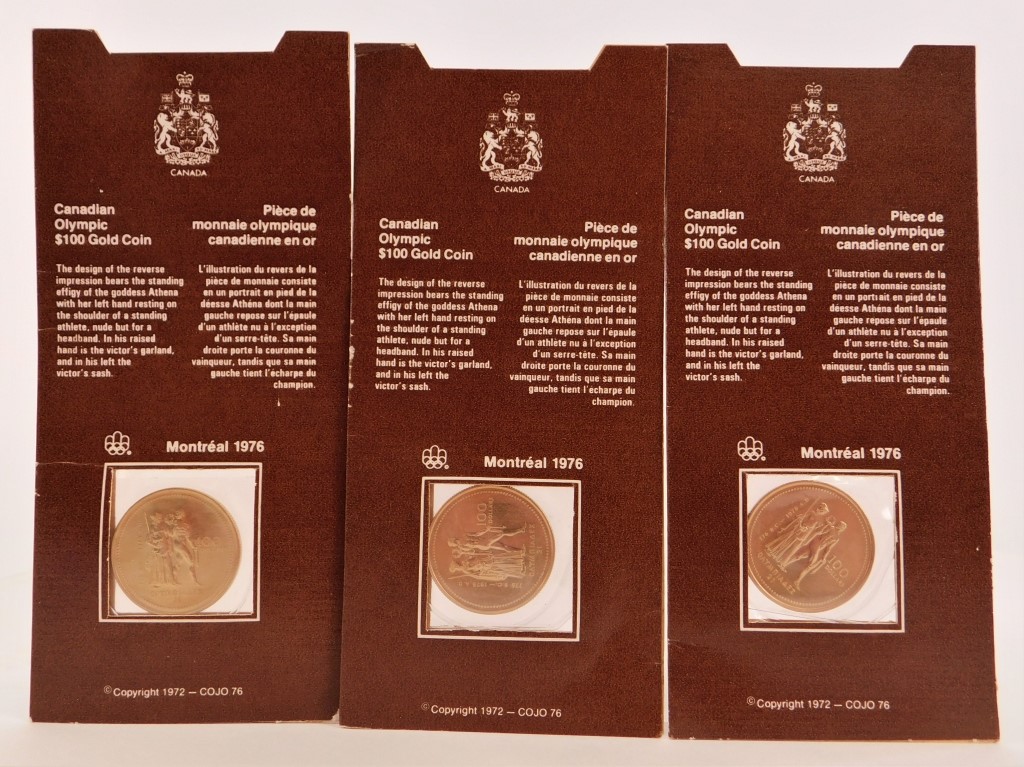 CANADA
Canadian
Olympic
$100 Gold Coin
Pièce de
monnaie olympique
canadienne en or
The design of the reverse
impression bears the standing
effigy of the goddess Athena
with her left hand resting on
the shoulder of a standing
athlete, nude but for a
headband. In his raised
hand is the victor's garland,
and in his left the
victor's sash.
L'illustration du revers de la
pièce de monnaie consiste
en un portrait en pied de la
déesse Athéna dont la main
gauche repose sur l'épaule
d'un athlète nu à l'exception
d'un serre-tête. Sa main
droite porte la couronne du
vainqueur, tandis que sa main
gauche tient l'écharpe du
champion.
Montréal 1976
100
© Copyright 1972 — COJO 76
CANADA
Canadian
Olympic
$100 Gold Coin
Pièce de
monnaie olympique
canadienne en or
The design of the reverse
impression bears the standing
effigy of the goddess Athena
with her left hand resting on
the shoulder of a standing
athlete, nude but for a
headband. In his raised
hand is the victor's garland,
and in his left the
victor's sash.
L'illustration du revers de la
pièce de monnaie consiste
en un portrait en pied de la
déesse Athéna dont la main
gauche repose sur l'épaule
d'un athlète nu à l'exception
d'un serre-tête. Sa main
droite porte la couronne du
vainqueur, tandis que sa main
gauche tient l'écharpe du
champion.
Montréal 1976
100
DOLLARS
© Copyright 1972 — COJO 76
CANADA
Canadian
Olympic
$100 Gold Coin
Pièce de
monnaie olympique
canadienne en or
The design of the reverse
impression bears the standing
effigy of the goddess Athena
with her left hand resting on
the shoulder of a standing
athlete, nude but for a
headband. In his raised
hand is the victor's garland,
and in his left the
victor's sash.
L'illustration du revers de la
pièce de monnaie consiste
en un portrait en pied de la
déesse Athéna dont la main
gauche repose sur l'épaule
d'un athlète nu à l'exception
d'un serre-tête. Sa main
droite porte la couronne du
vainqueur, tandis que sa main
gauche tient l'écharpe du
champion.
Montréal 1976
100
© Copyright 1972 — COJO 76